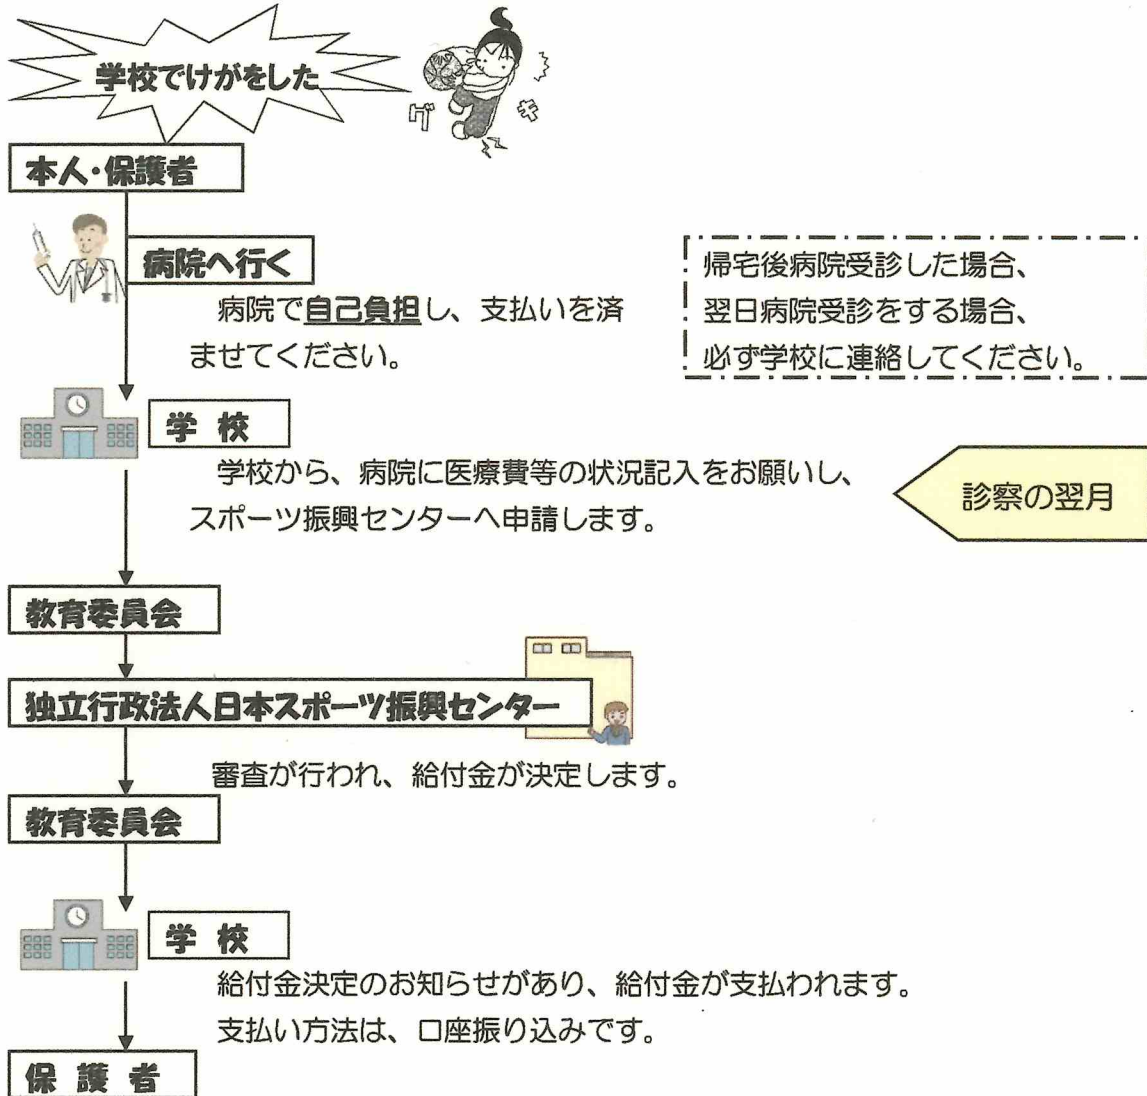 学校でけがをした
グキ
本人・保護者
病院へ行く
病院で自己負担し、支払いを済
ませてください。
帰宅後病院受診した場合、
翌日病院受診をする場合、
必ず学校に連絡してください。
学 校
学校から、病院に医療費等の状況記入をお願いし、
スポーツ振興センターへ申請します。
診察の翌月
教育委員会
独立行政法人日本スポーツ振興センター
審査が行われ、給付金が決定します。
教育委員会
学 校
給付金決定のお知らせがあり、給付金が支払われます。
支払い方法は、口座振り込みです。
保 護 者